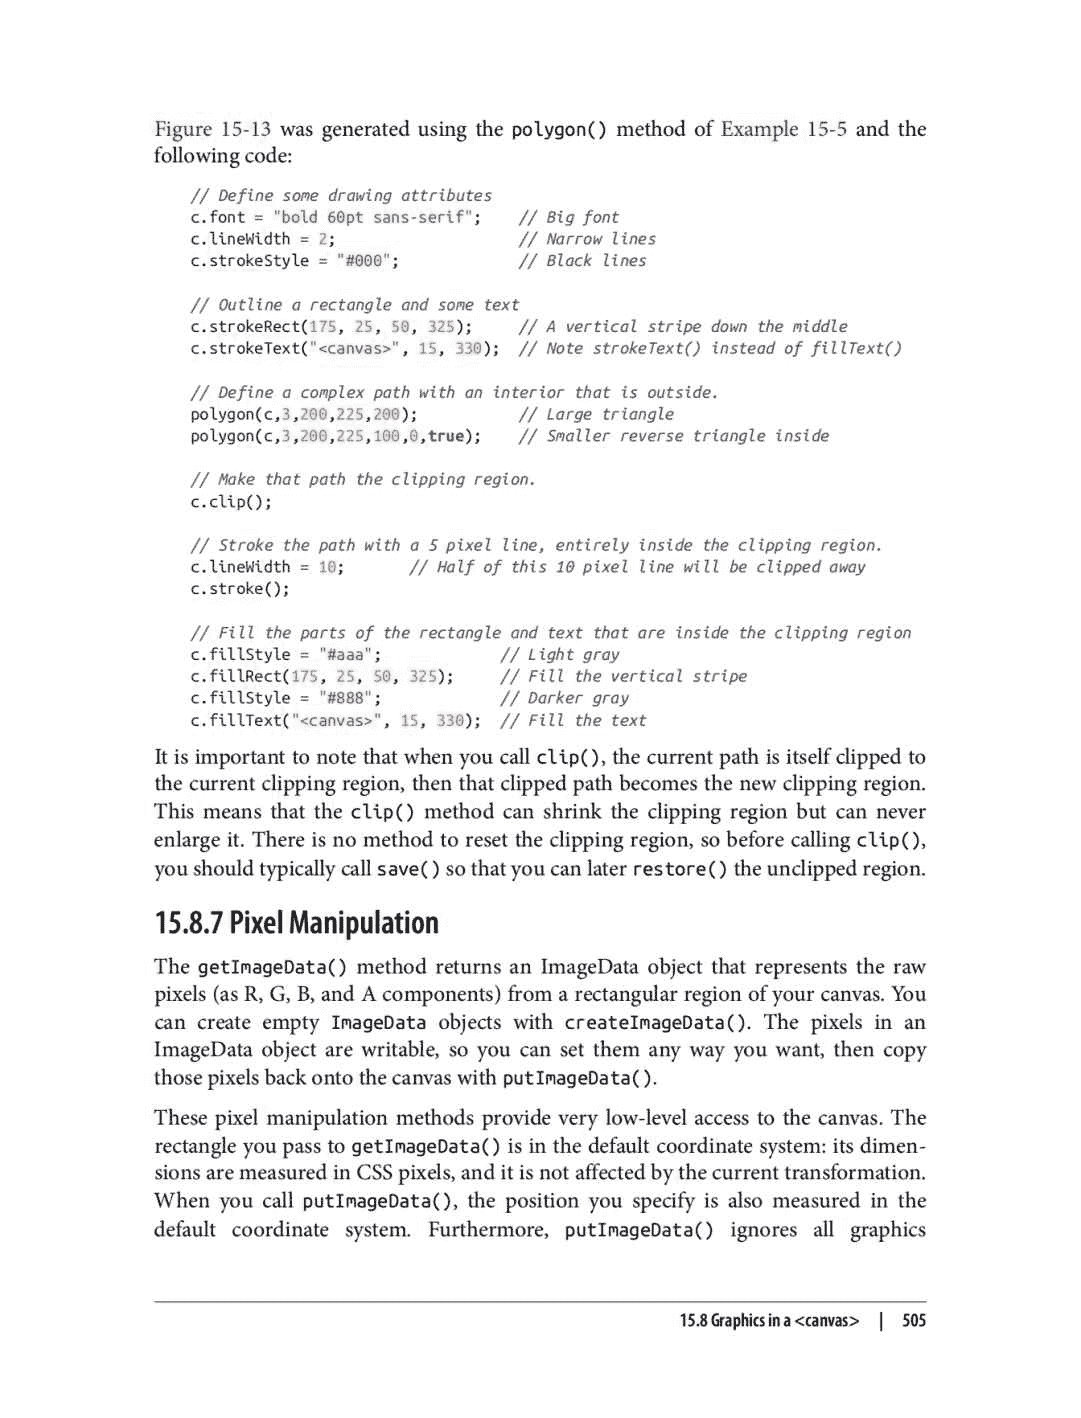 Figure 15-13 was generated using the polygon() method of Example 15-5 and the
following code:
// Define some drawing attributes
c.font = "bold 60pt sans-serif";    // Big font
c.lineWidth = 2;                    // Narrow lines
c.strokeStyle = "#000";             // Black lines
// Outline a rectangle and some text
c.strokeRect(175, 25, 50, 325);     // A vertical stripe down the middle
c.strokeText("<canvas>", 15, 330);  // Note strokeText() instead of fillText()
// Define a complex path with an interior that is outside.
polygon(c,3,200,225,200);           // Large triangle
polygon(c,3,200,225,100,0,true);    // Smaller reverse triangle inside
// Make that path the clipping region.
c.clip();
// Stroke the path with a 5 pixel line, entirely inside the clipping region.
c.lineWidth = 10;       // Half of this 10 pixel line will be clipped away
c.stroke();
// Fill the parts of the rectangle and text that are inside the clipping region
c.fillStyle = "#aaa";             // Light gray
c.fillRect(175, 25, 50, 325);     // Fill the vertical stripe
c.fillStyle = "#888";             // Darker gray
c.fillText("<canvas>", 15, 330);  // Fill the text
It is important to note that when you call clip(), the current path is itself clipped to
the current clipping region, then that clipped path becomes the new clipping region.
This means that the clip() method can shrink the clipping region but can never
enlarge it. There is no method to reset the clipping region, so before calling clip(),
you should typically call save() so that you can later restore() the unclipped region.
15.8.7 Pixel Manipulation
The getImageData() method returns an ImageData object that represents the raw
pixels (as R, G, B, and A components) from a rectangular region of your canvas. You
can create empty ImageData objects with createImageData(). The pixels in an
ImageData object are writable, so you can set them any way you want, then copy
those pixels back onto the canvas with putImageData().
These pixel manipulation methods provide very low-level access to the canvas. The
rectangle you pass to getImageData() is in the default coordinate system: its dimen-
sions are measured in CSS pixels, and it is not affected by the current transformation.
When you call putImageData(), the position you specify is also measured in the
default coordinate system. Furthermore, putImageData() ignores all graphics
15.8 Graphics in a <canvas> | 505